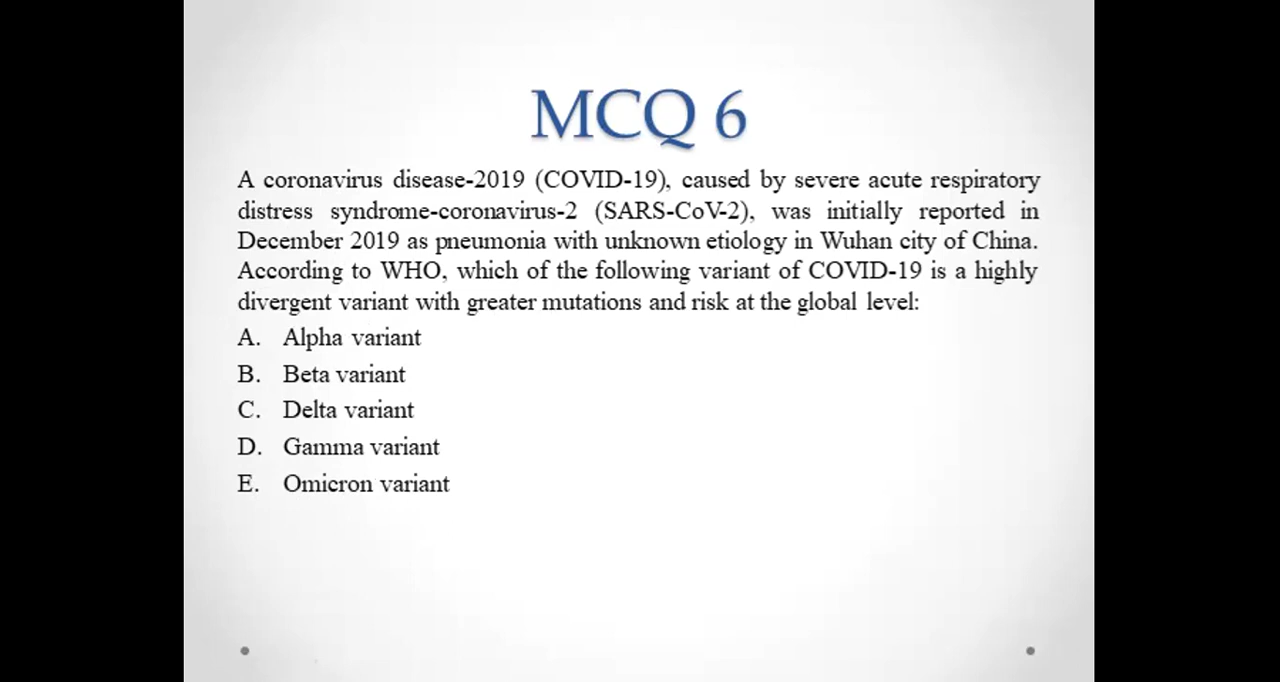 MCQ 6
A coronavirus disease-2019 (COVID-19), caused by severe acute respiratory
distress syndrome-coronavirus-2 (SARS-CoV-2), was initially reported in
December 2019 as pneumonia with unknown etiology in Wuhan city of China.
According to WHO, which of the following variant of COVID-19 is a highly
divergent variant with greater mutations and risk at the global level:
A. Alpha variant
B. Beta variant
C. Delta variant
D. Gamma variant
E. Omicron variant